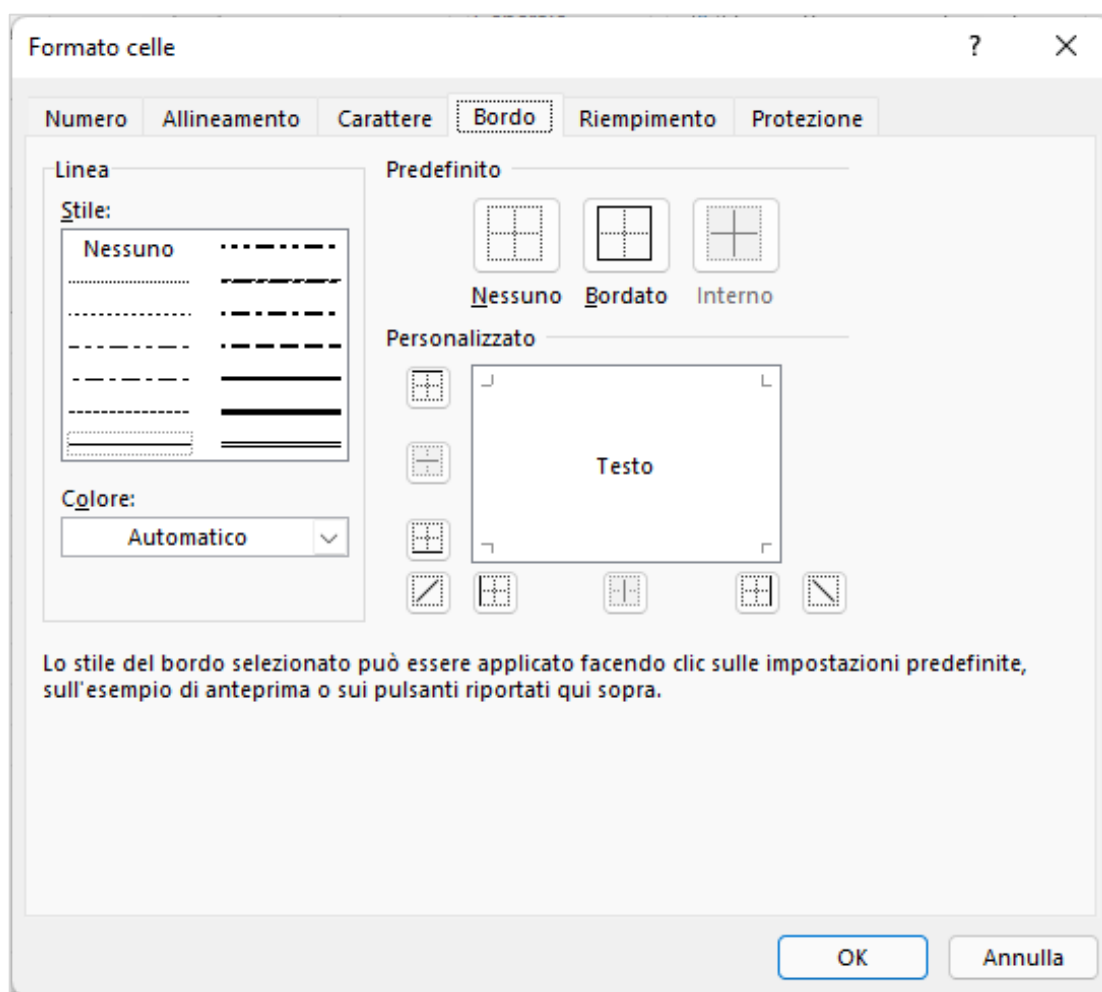 Formato celle
Numero Allineamento Carattere Bordo Riempimento Protezione
Linea
Stile:
Nessuno
Colore:
Automatico
Predefinito
Nessuno Bordato Interno
Personalizzato
Testo
Lo stile del bordo selezionato può essere applicato facendo clic sulle impostazioni predefinite,
sull'esempio di anteprima o sui pulsanti riportati qui sopra.
OK Annulla